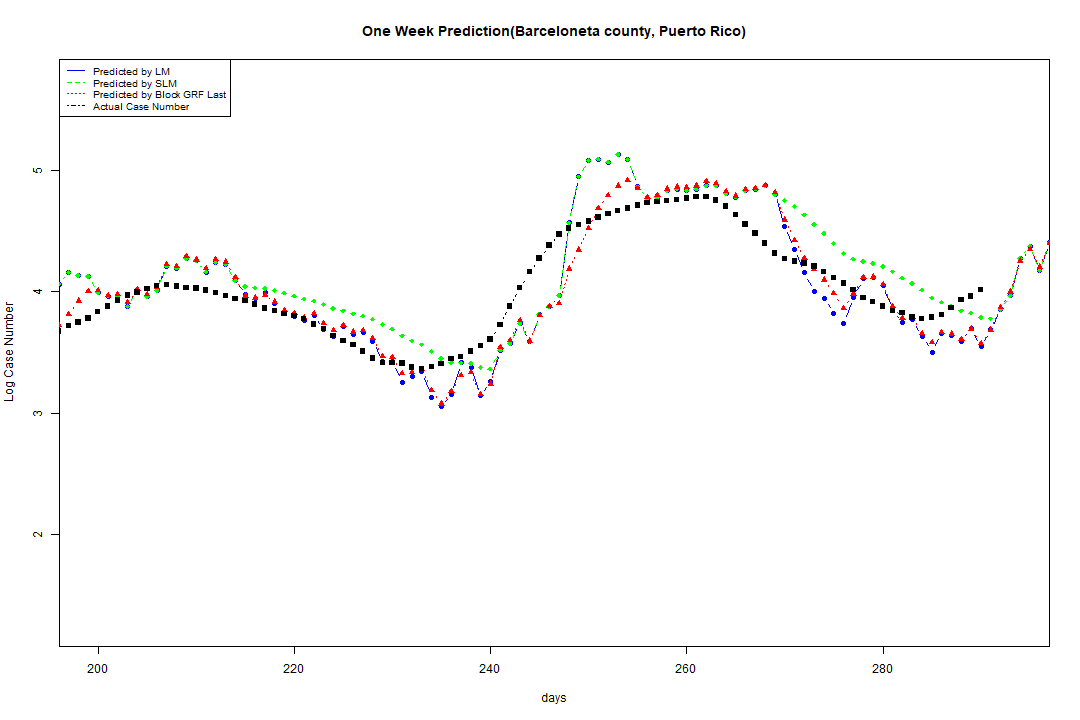 One Week Prediction(Barceloneta county, Puerto Rico)
Predicted by LM
Predicted by SLM
Predicted by Block GRF Last
Actual Case Number
5
4
3
2
Log Case Number
200 220 240 260 280
days